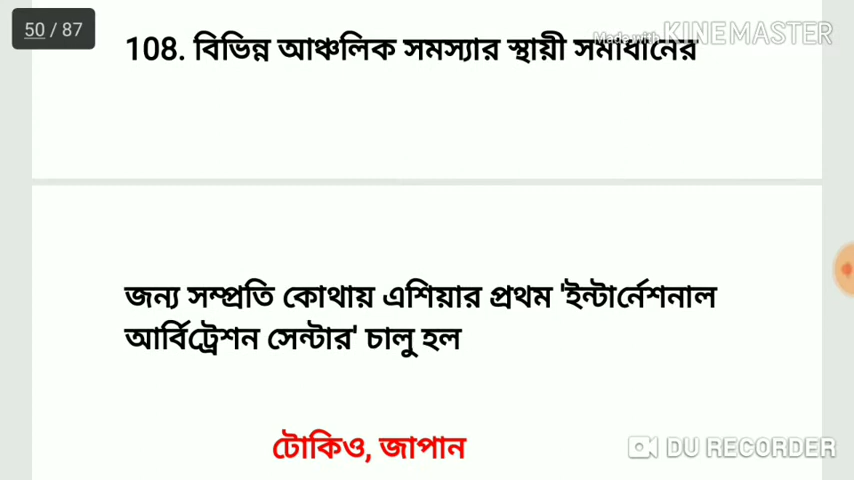 50 / 87
108. বিভিন্ন আঞ্চলিক সমস্যার স্থায়ী সমাধানের
Made with KINEMASTER
জন্য সম্প্রতি কোথায় এশিয়ার প্রথম 'ইন্টার্নেশনাল
আর্বিট্রেশন সেন্টার' চালু হল
টোকিও, জাপান
DU RECORDER